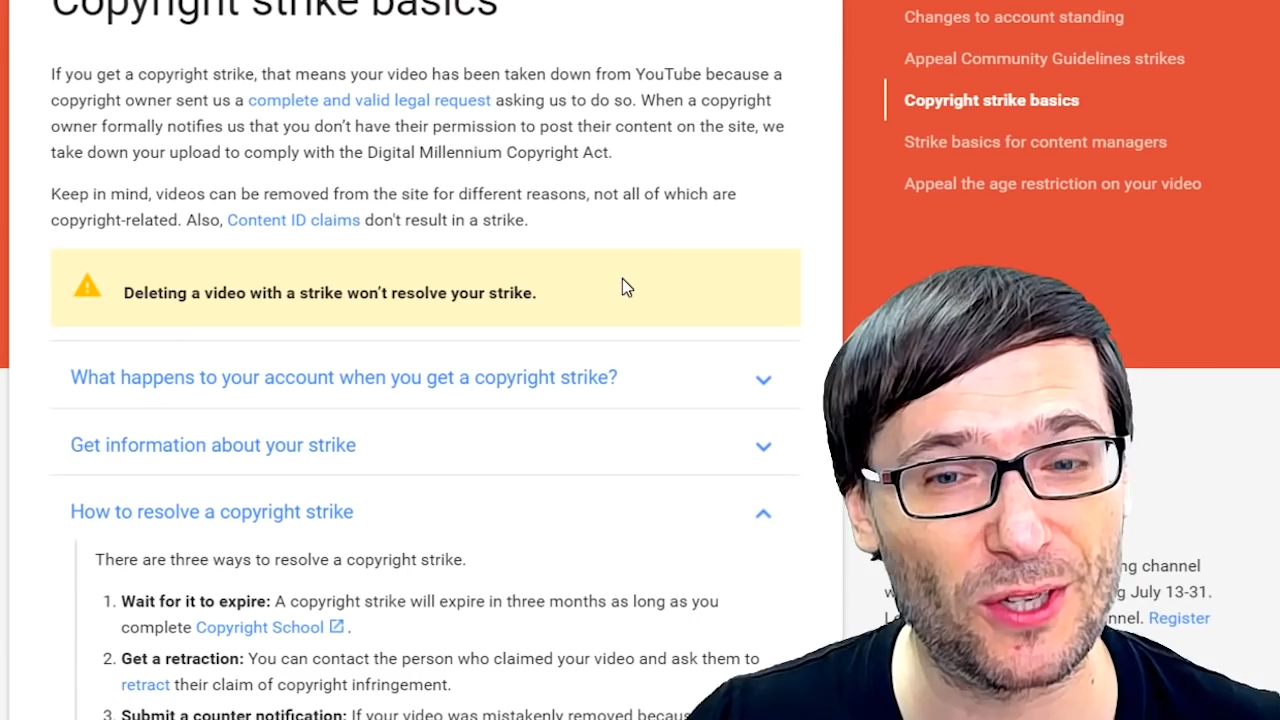 Copyright strike basics
If you get a copyright strike, that means your video has been taken down from YouTube because a
copyright owner sent us a complete and valid legal request asking us to do so. When a copyright
owner formally notifies us that you don’t have their permission to post their content on the site, we
take down your upload to comply with the Digital Millennium Copyright Act.
Keep in mind, videos can be removed from the site for different reasons, not all of which are
copyright-related. Also, Content ID claims don't result in a strike.
Deleting a video with a strike won’t resolve your strike.
What happens to your account when you get a copyright strike?
Get information about your strike
How to resolve a copyright strike
There are three ways to resolve a copyright strike.
1. Wait for it to expire: A copyright strike will expire in three months as long as you
complete Copyright School .
2. Get a retraction: You can contact the person who claimed your video and ask them to
retract their claim of copyright infringement.
3. Submit a counter notification: If your video was mistakenly removed
Changes to account standing
Appeal Community Guidelines strikes
Copyright strike basics
Strike basics for content managers
Appeal the age restriction on your video
channel
July 13-31.
Register